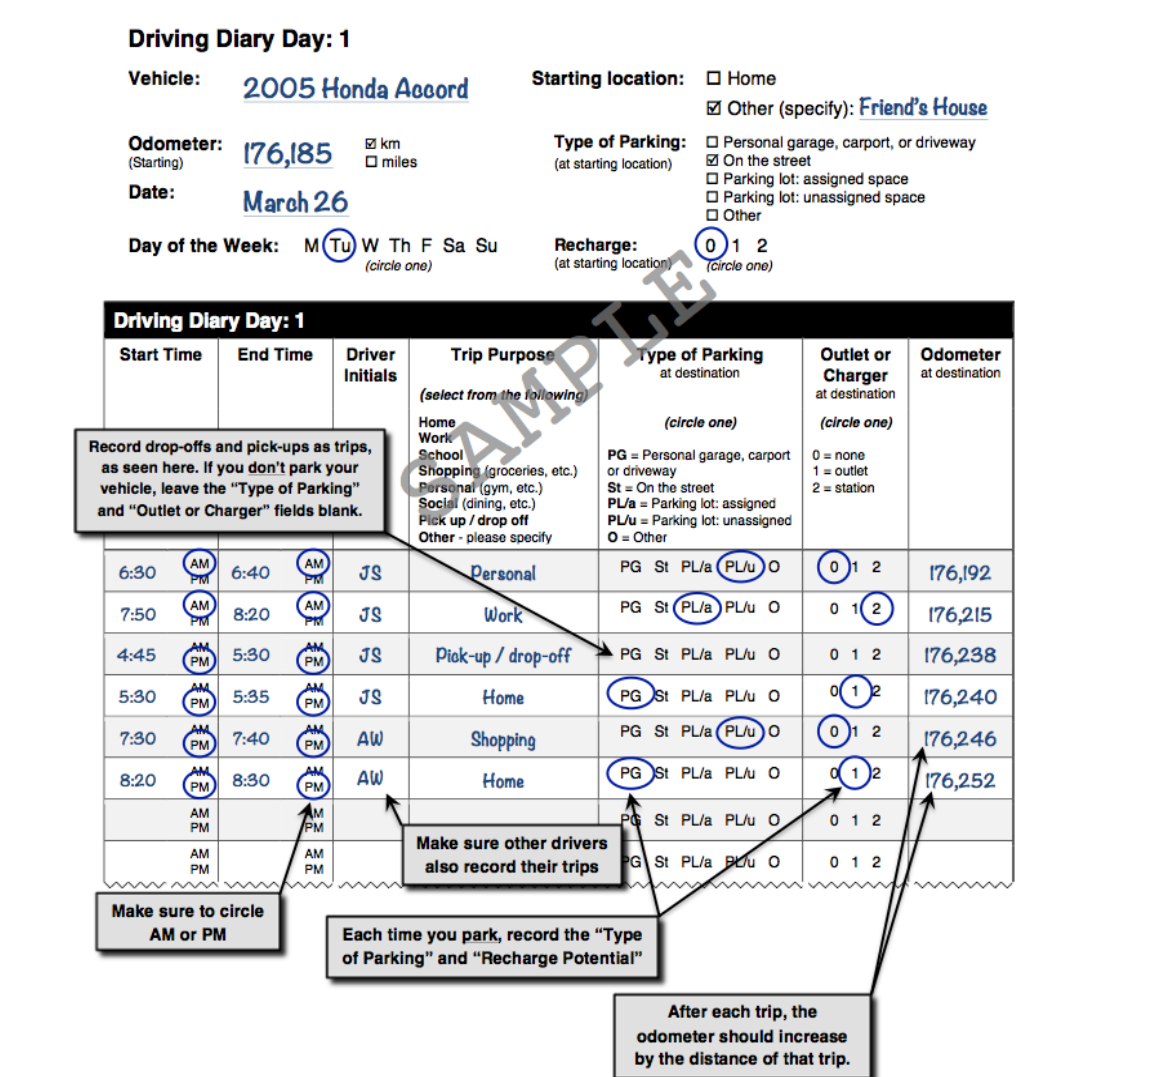 Driving Diary Day: 1
Vehicle: 2005 Honda Accord
Starting location: ☐ Home
☑ Other (specify): Friend's House
Odometer: 176,185 ☑ km
(Starting) ☐ miles
Type of Parking: ☐ Personal garage, carport, or driveway
(at starting location) ☑ On the street
☐ Parking lot: assigned space
☐ Parking lot: unassigned space
☐ Other
Date: March 26
Day of the Week: M Tu W Th F Sa Su
(circle one)
Recharge: 0 1 2
(at starting location) (circle one)
SAMPLE
Driving Diary Day: 1
Start Time End Time Driver Trip Purpose Type of Parking Outlet or Odometer
Initials at destination Charger at destination
at destination
(select from the following)
(circle one) (circle one)
Home
Work
School
Shopping (groceries, etc.)
Personal (gym, etc.)
Social (dining, etc.)
Pick up / drop off
Other - please specify
PG = Personal garage, carport
or driveway
St = On the street
PL/a = Parking lot: assigned
PL/u = Parking lot: unassigned
O = Other
0 = none
1 = outlet
2 = station
Record drop-offs and pick-ups as trips,
as seen here. If you don't park your
vehicle, leave the “Type of Parking”
and “Outlet or Charger” fields blank.
6:30 AM PM 6:40 AM PM JS Personal PG St PL/a PL/u O 0 1 2 176,192
7:50 AM PM 8:20 AM PM JS Work PG St PL/a PL/u O 0 1 2 176,215
4:45 AM PM 5:30 AM PM JS Pick-up / drop-off PG St PL/a PL/u O 0 1 2 176,238
5:30 AM PM 5:35 AM PM JS Home PG St PL/a PL/u O 0 1 2 176,240
7:30 AM PM 7:40 AM PM AW Shopping PG St PL/a PL/u O 0 1 2 176,246
8:20 AM PM 8:30 AM PM AW Home PG St PL/a PL/u O 0 1 2 176,252
AM PM AM PM PG St PL/a PL/u O 0 1 2
AM PM AM PM PG St PL/a PL/u O 0 1 2
Make sure other drivers
also record their trips
Make sure to circle
AM or PM
Each time you park, record the “Type
of Parking” and “Recharge Potential”
After each trip, the
odometer should increase
by the distance of that trip.